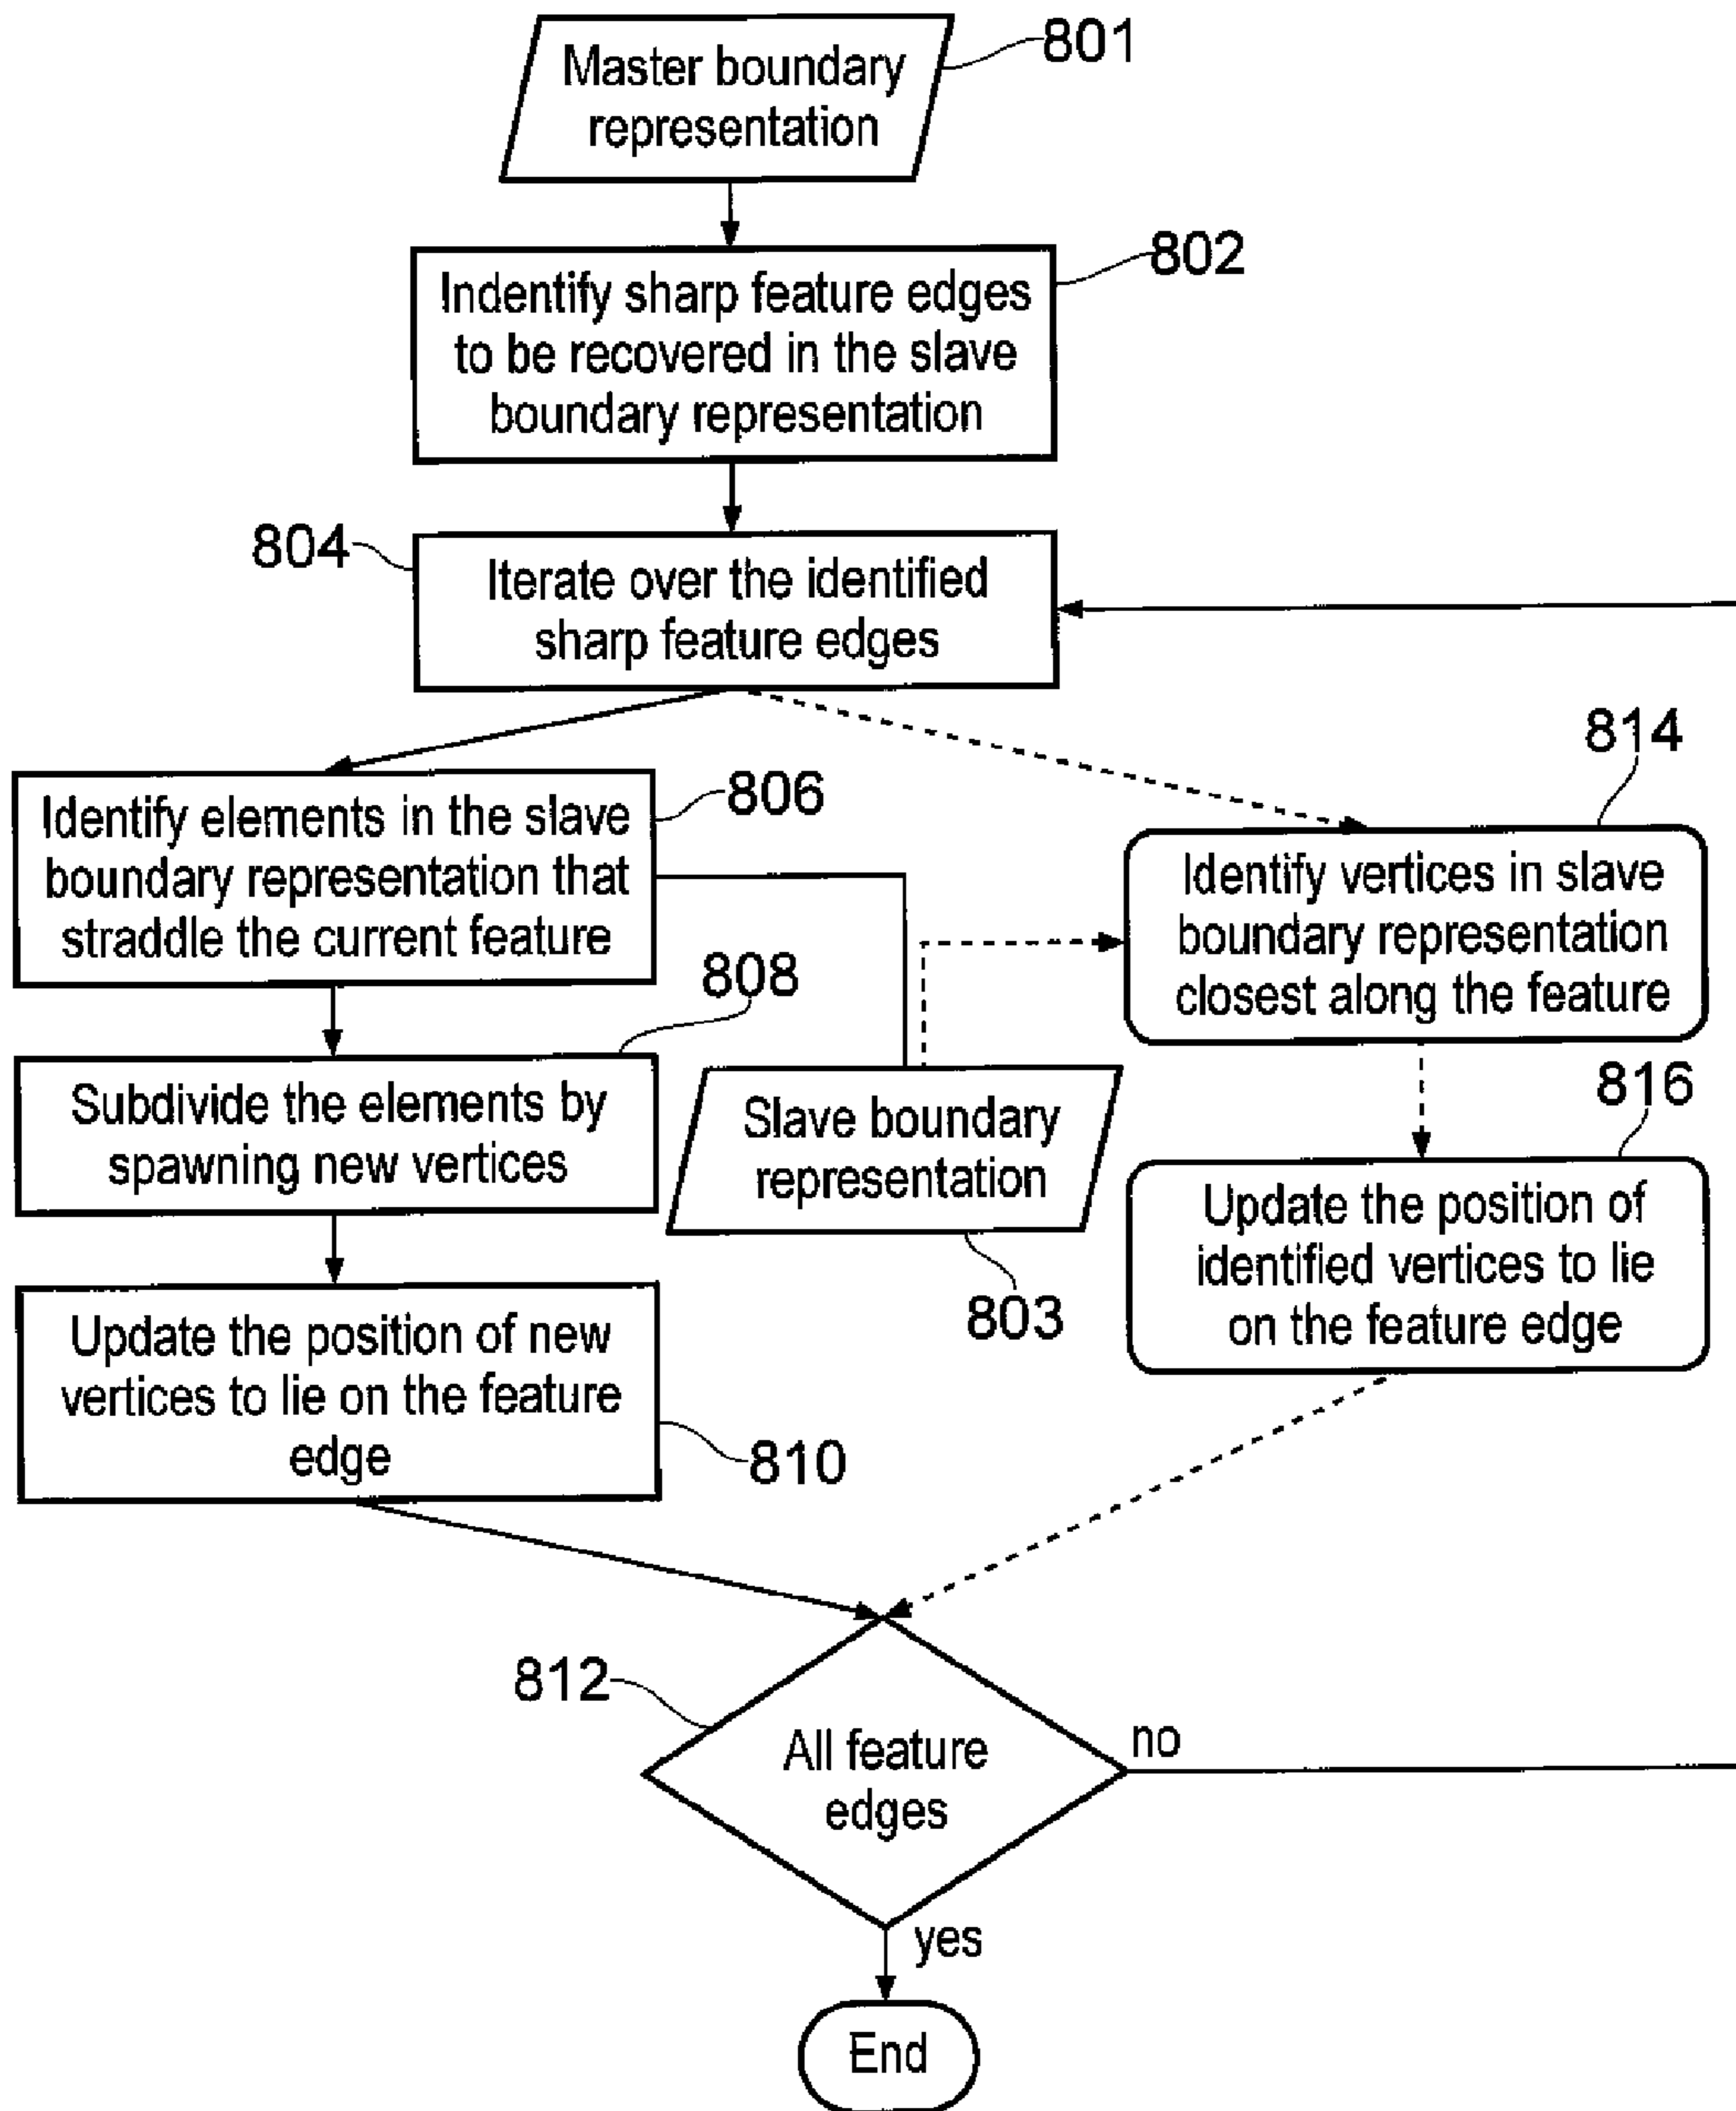 Master boundary
representation
801
Indentify sharp feature edges
to be recovered in the slave
boundary representation
802
804
Iterate over the identified
sharp feature edges
Identify elements in the slave
boundary representation that
straddle the current feature
806
814
Identify vertices in slave
boundary representation
closest along the feature
808
Subdivide the elements by
spawning new vertices
Slave boundary
representation
803
816
Update the position of
identified vertices to lie
on the feature edge
Update the position of new
vertices to lie on the feature
edge
810
812
All feature
edges
no
yes
End